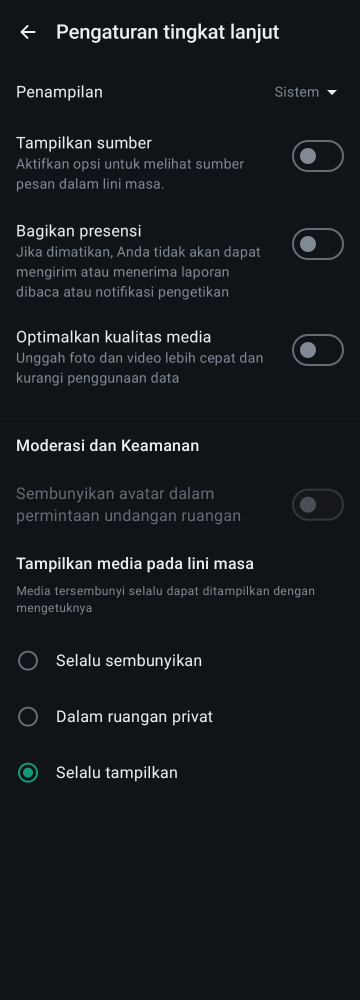 Pengaturan tingkat lanjut
Penampilan
Sistem
Tampilkan sumber
Aktifkan opsi untuk melihat sumber
pesan dalam lini masa.
Bagikan presensi
Jika dimatikan, Anda tidak akan dapat
mengirim atau menerima laporan
dibaca atau notifikasi pengetikan
Optimalkan kualitas media
Unggah foto dan video lebih cepat dan
kurangi penggunaan data
Moderasi dan Keamanan
Sembunyikan avatar dalam
permintaan undangan ruangan
Tampilkan media pada lini masa
Media tersembunyi selalu dapat ditampilkan dengan
mengetuknya
Selalu sembunyikan
Dalam ruangan privat
Selalu tampilkan